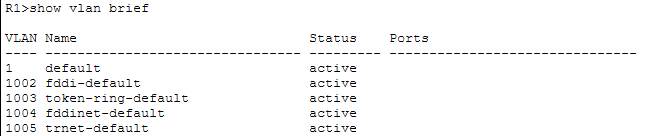 R1>show vlan brief
VLAN Name                             Status    Ports
---- -------------------------------- --------- -------------------------------
1    default                          active
1002 fddi-default                     active
1003 token-ring-default               active
1004 fddinet-default                  active
1005 trnet-default                    active